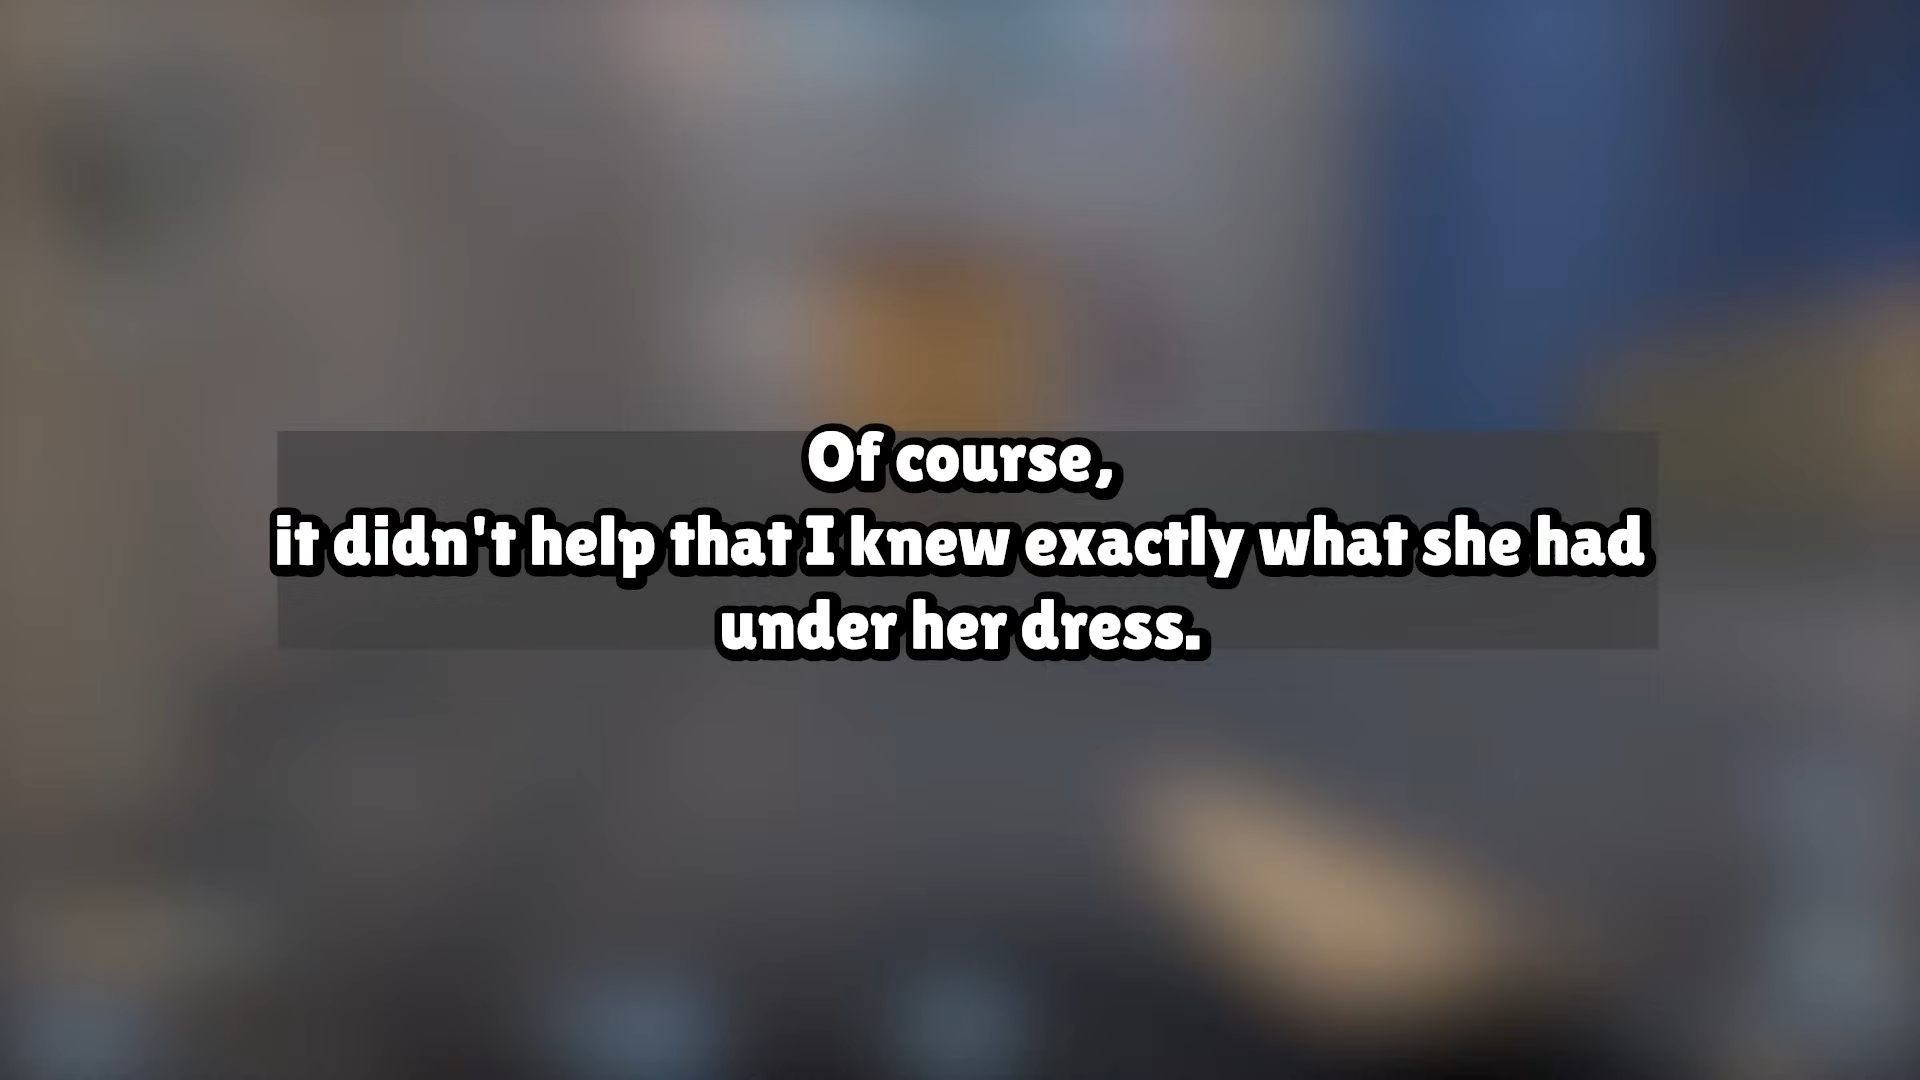 Of course,
it didn't help that I knew exactly what she had
under her dress.